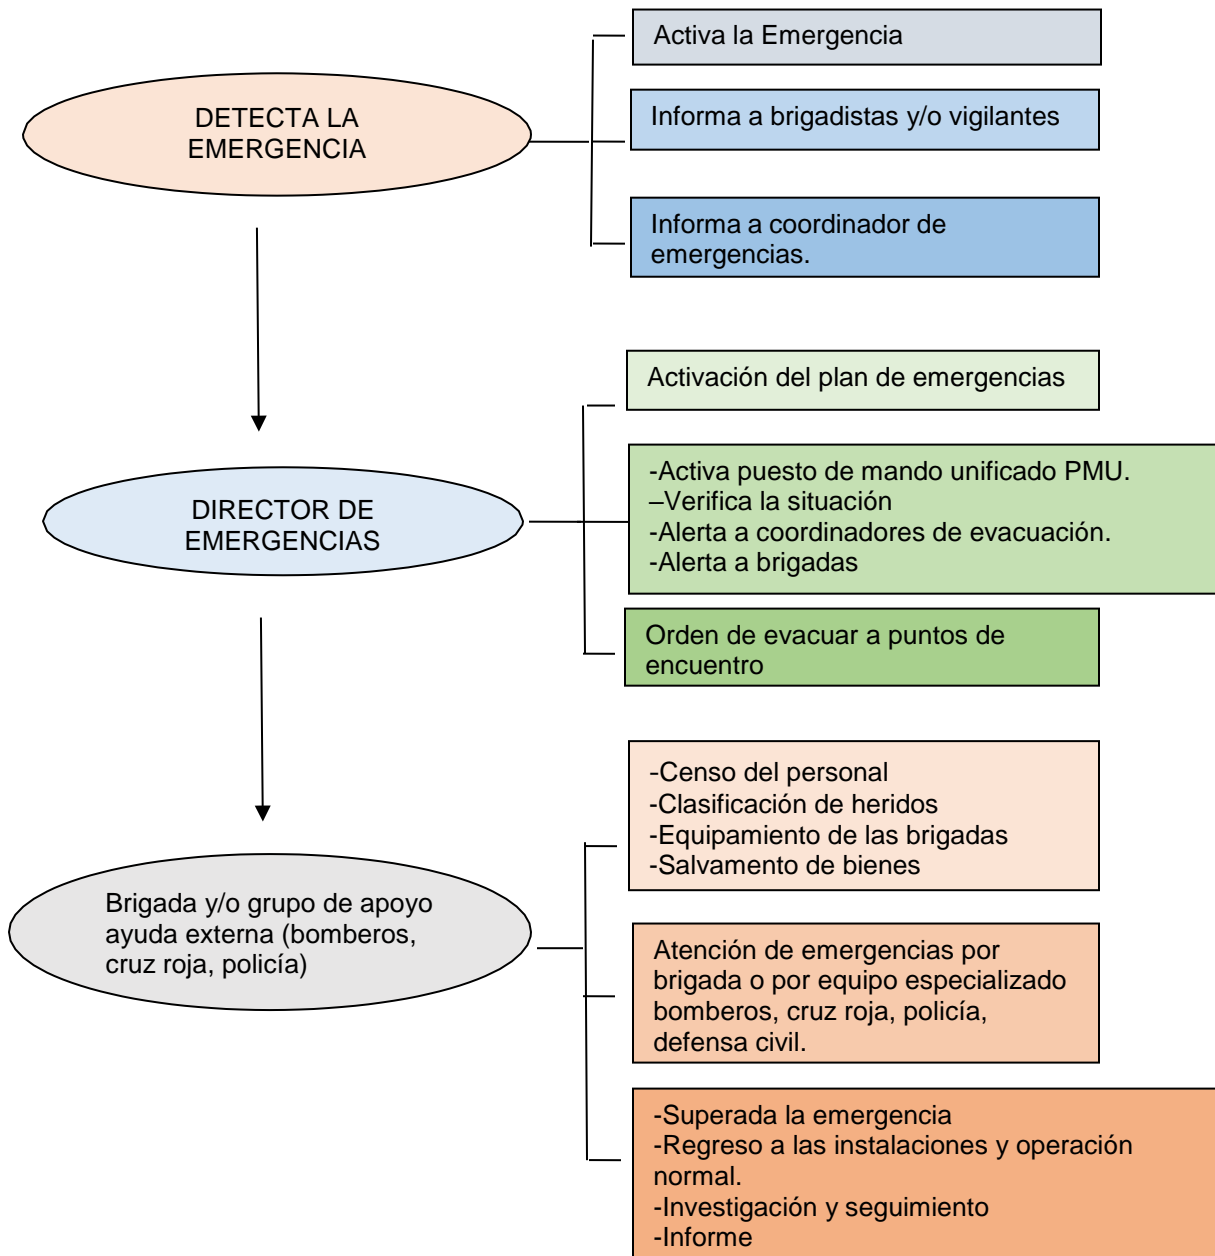 Activa la Emergencia
DETECTA LA
EMERGENCIA
Informa a brigadistas y/o vigilantes
Informa a coordinador de
emergencias.
Activación del plan de emergencias
DIRECTOR DE
EMERGENCIAS
-Activa puesto de mando unificado PMU.
–Verifica la situación
-Alerta a coordinadores de evacuación.
-Alerta a brigadas
Orden de evacuar a puntos de
encuentro
-Censo del personal
-Clasificación de heridos
-Equipamiento de las brigadas
-Salvamento de bienes
Brigada y/o grupo de apoyo
ayuda externa (bomberos,
cruz roja, policía)
Atención de emergencias por
brigada o por equipo especializado
bomberos, cruz roja, policía,
defensa civil.
-Superada la emergencia
-Regreso a las instalaciones y operación
normal.
-Investigación y seguimiento
-Informe